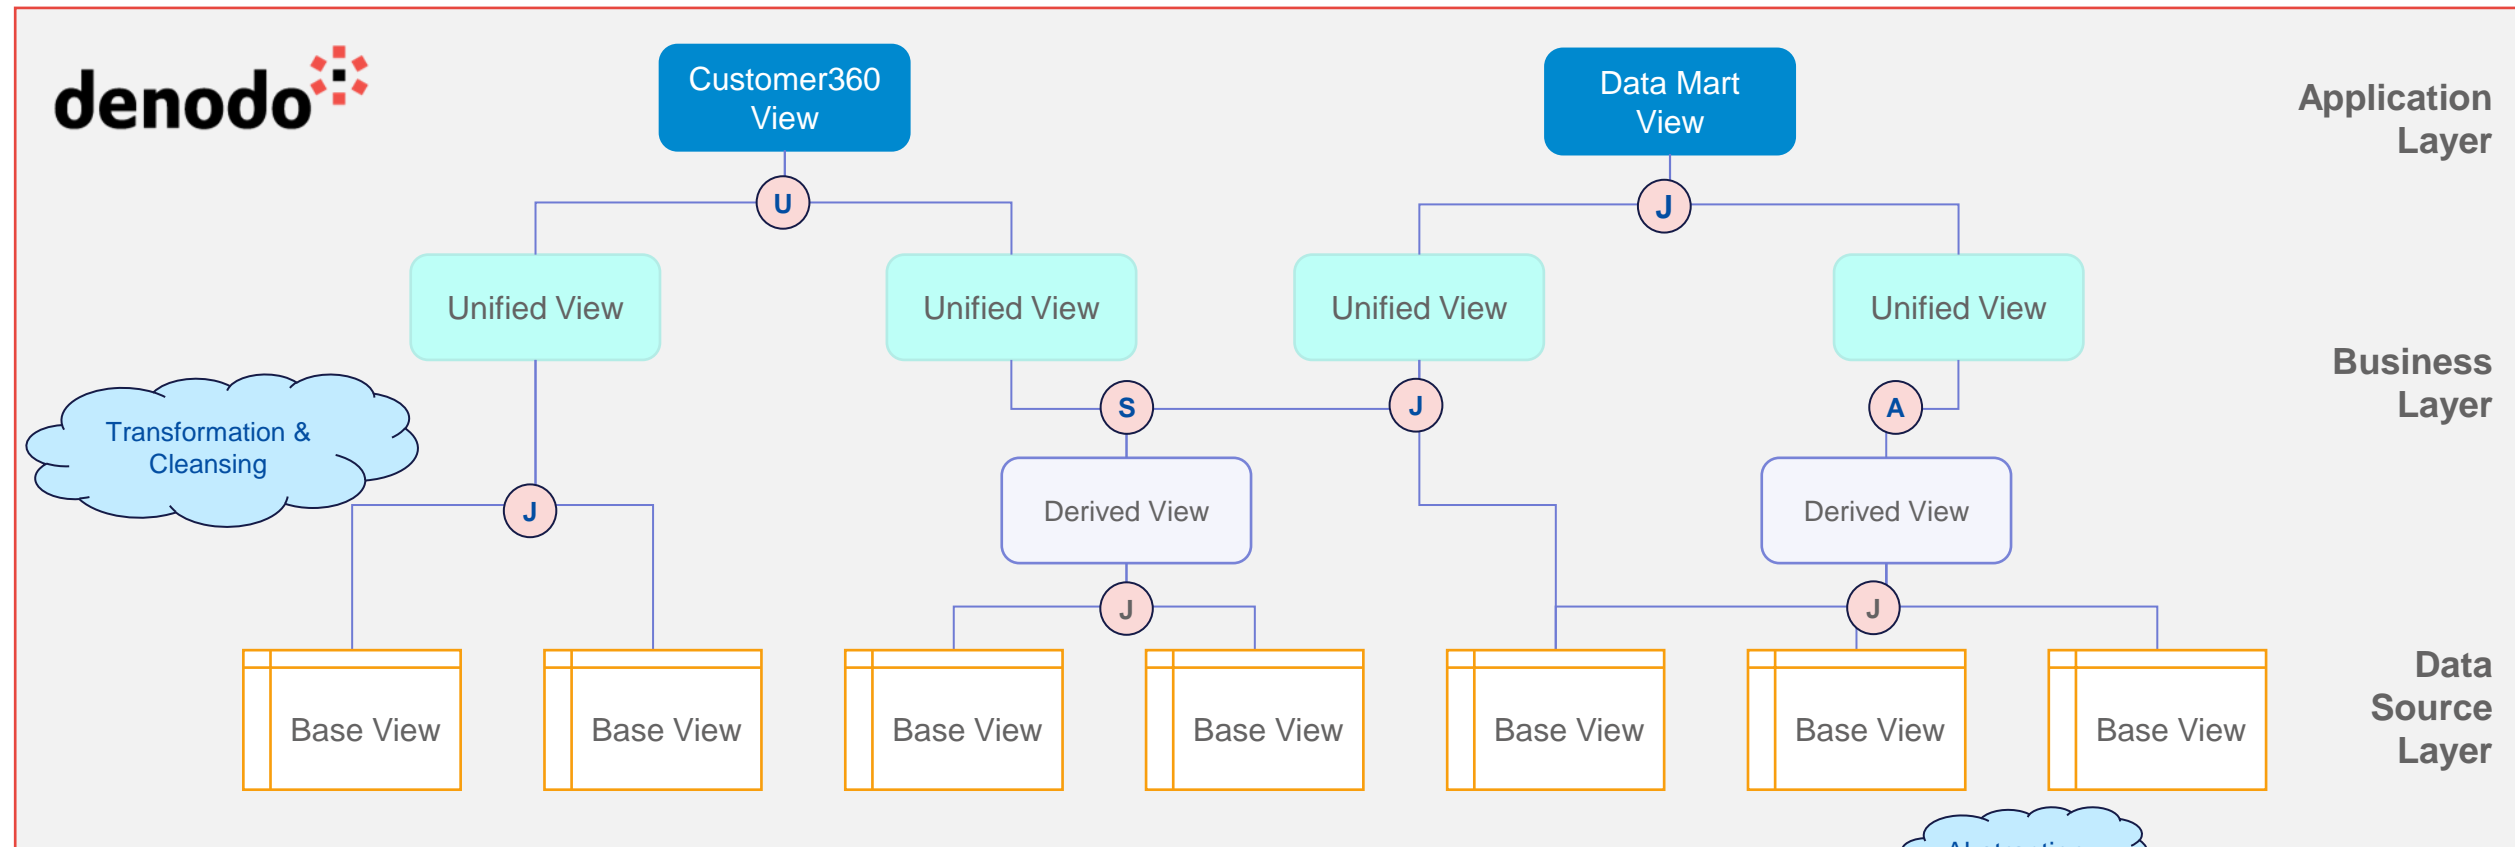 denodo
Customer360
View
Data Mart
View
Application
Layer
U
J
Unified View
Unified View
Unified View
Unified View
Business
Layer
S
J
A
Transformation &
Cleansing
J
Derived View
Derived View
J
J
Base View
Base View
Base View
Base View
Base View
Base View
Base View
Data
Source
Layer